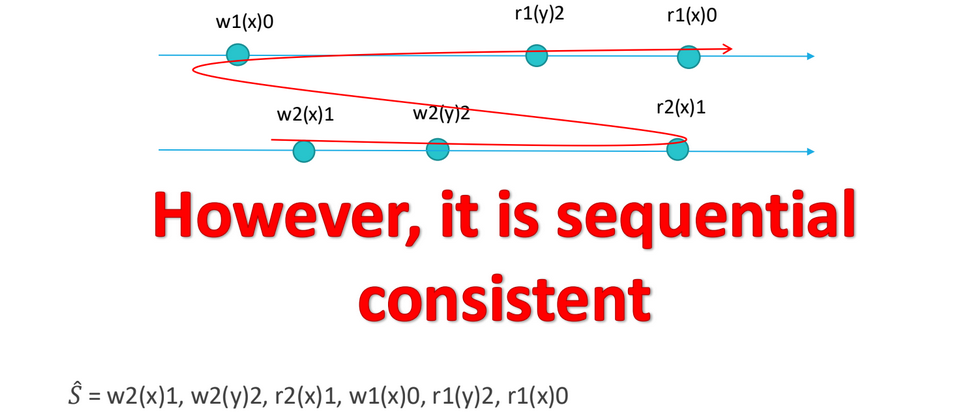 w1(x)0
r1(y)2
r1(x)0
w2(x)1
w2(y)2
r2(x)1
However, it is sequential
consistent
Ŝ = w2(x)1, w2(y)2, r2(x)1, w1(x)0, r1(y)2, r1(x)0